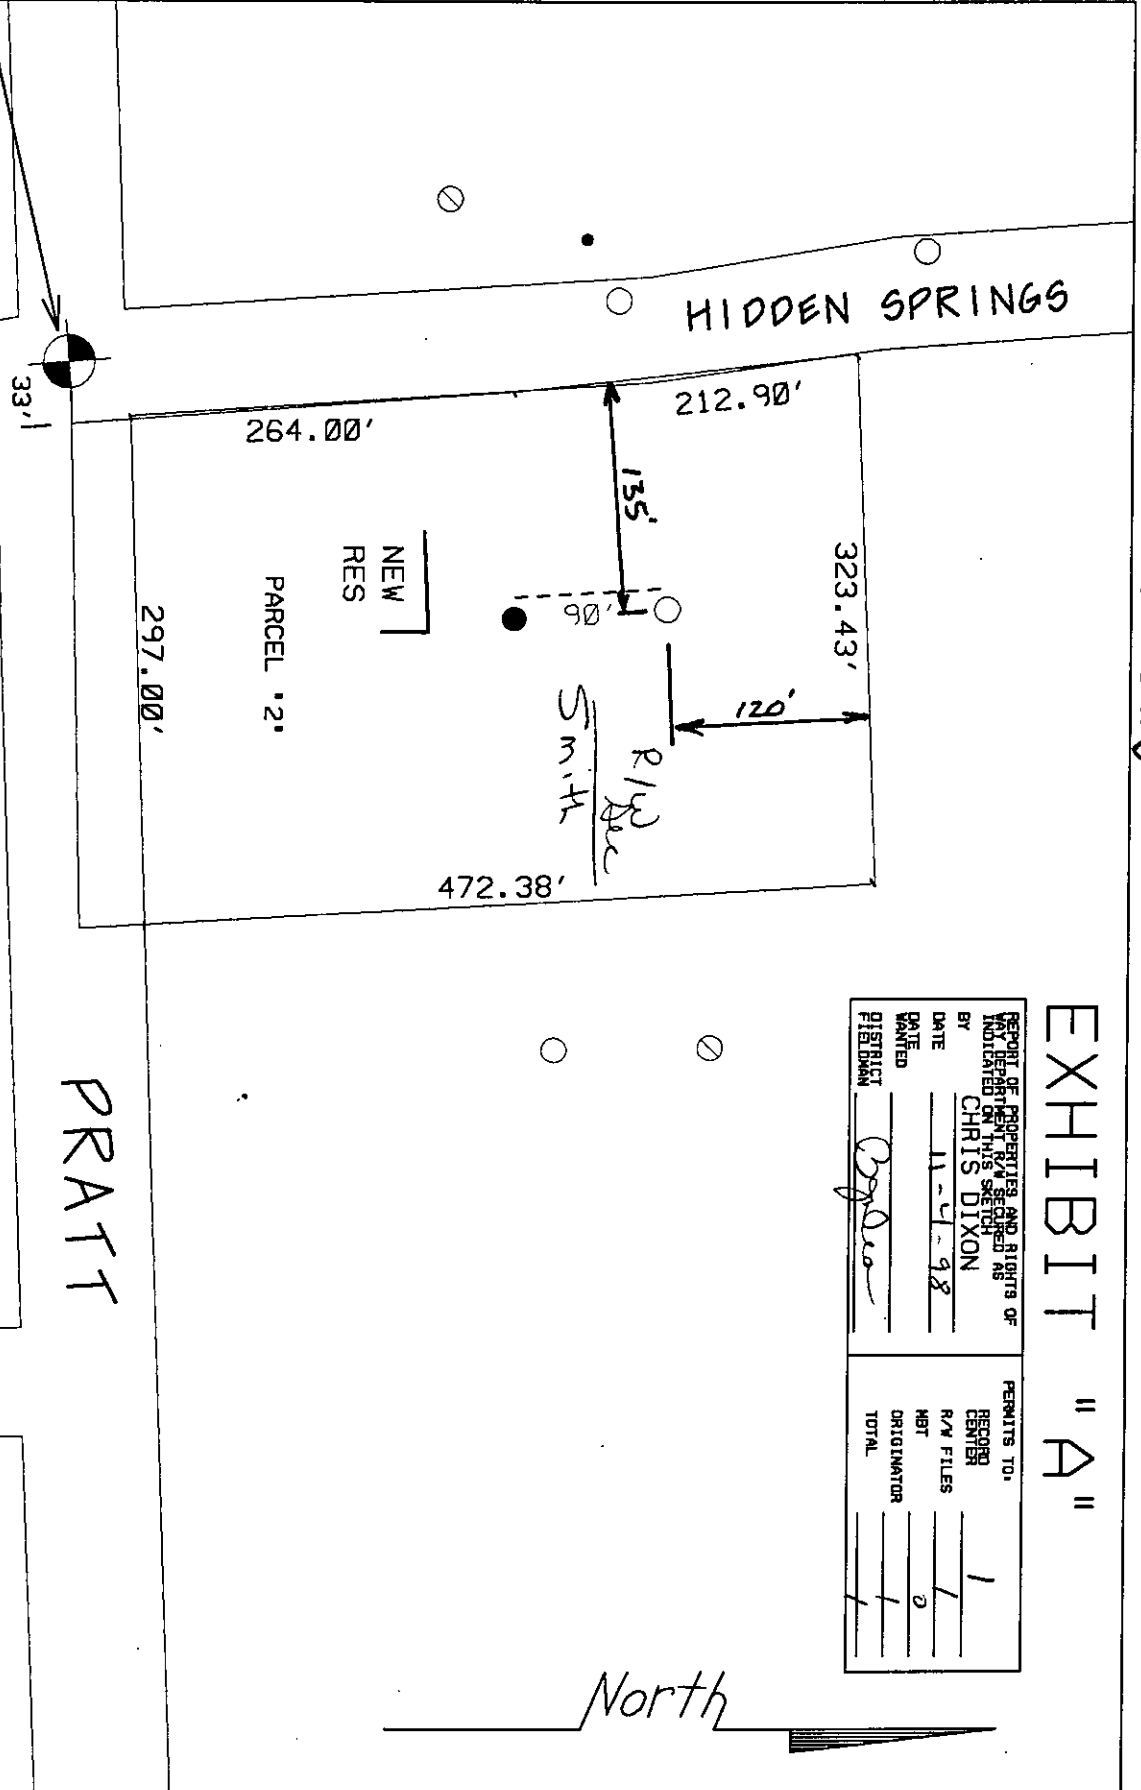 EXHIBIT "A"
REPORT OF PROPERTIES AND RIGHTS OF
WAY DEPARTMENT R/W SECURED AS
INDICATED ON THIS SKETCH
BY CHRIS DIXON
DATE 11-4-98
DATE
WANTED
DISTRICT
FIELDMAN
PERMITS TO:
RECORD
CENTER 1
R/W FILES 1
MBT 0
ORIGINATOR 1
TOTAL
HIDDEN SPRINGS
212.90'
264.00'
135'
323.43'
120'
90'
R/W
Smith
NEW
RES
PARCEL '2'
297.00'
472.38'
33'
PRATT
North